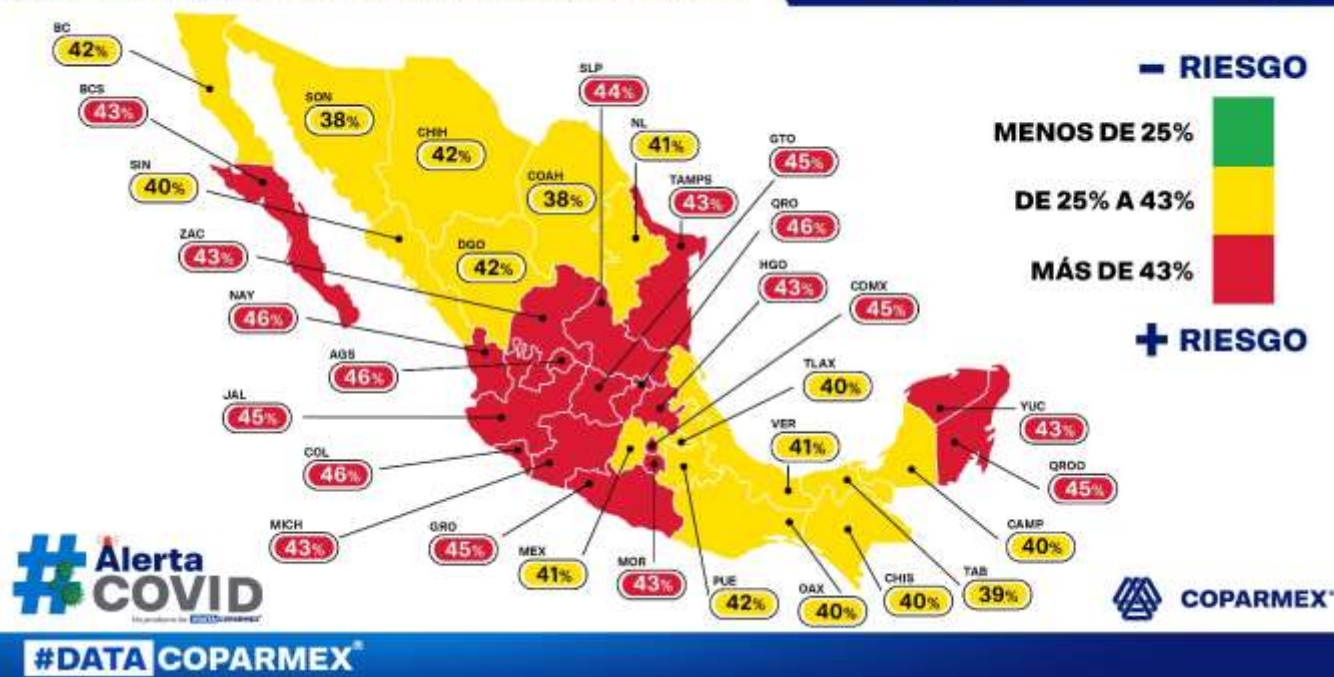 BC
42%
BCS
43%
SIN
40%
ZAC
43%
NAY
46%
AGS
46%
JAL
45%
COL
46%
MICH
43%
GRO
45%
MEX
41%
MOR
43%
SON
38%
CHIH
42%
COAH
38%
DGO
42%
SLP
44%
NL
41%
TAMPS
43%
GTO
45%
QRO
46%
HGO
43%
CDMX
45%
TLAX
40%
VER
41%
PUE
42%
OAX
40%
CHIS
40%
TAB
39%
CAMP
40%
YUC
43%
QROO
45%
− RIESGO
MENOS DE 25%
DE 25% A 43%
MÁS DE 43%
+ RIESGO
# Alerta
COVID
COPARMEX®
#DATA COPARMEX®